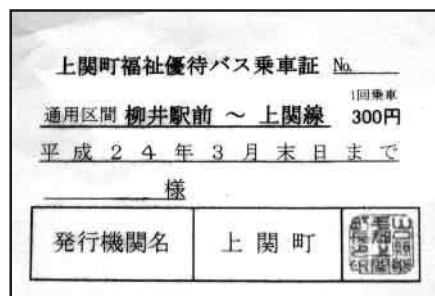 上関町福祉優待バス乗車証 No.
1回乗車
通用区間 柳井駅前 ~ 上関線 300円
平成24年3月末日まで
様
発行機関名 上関町